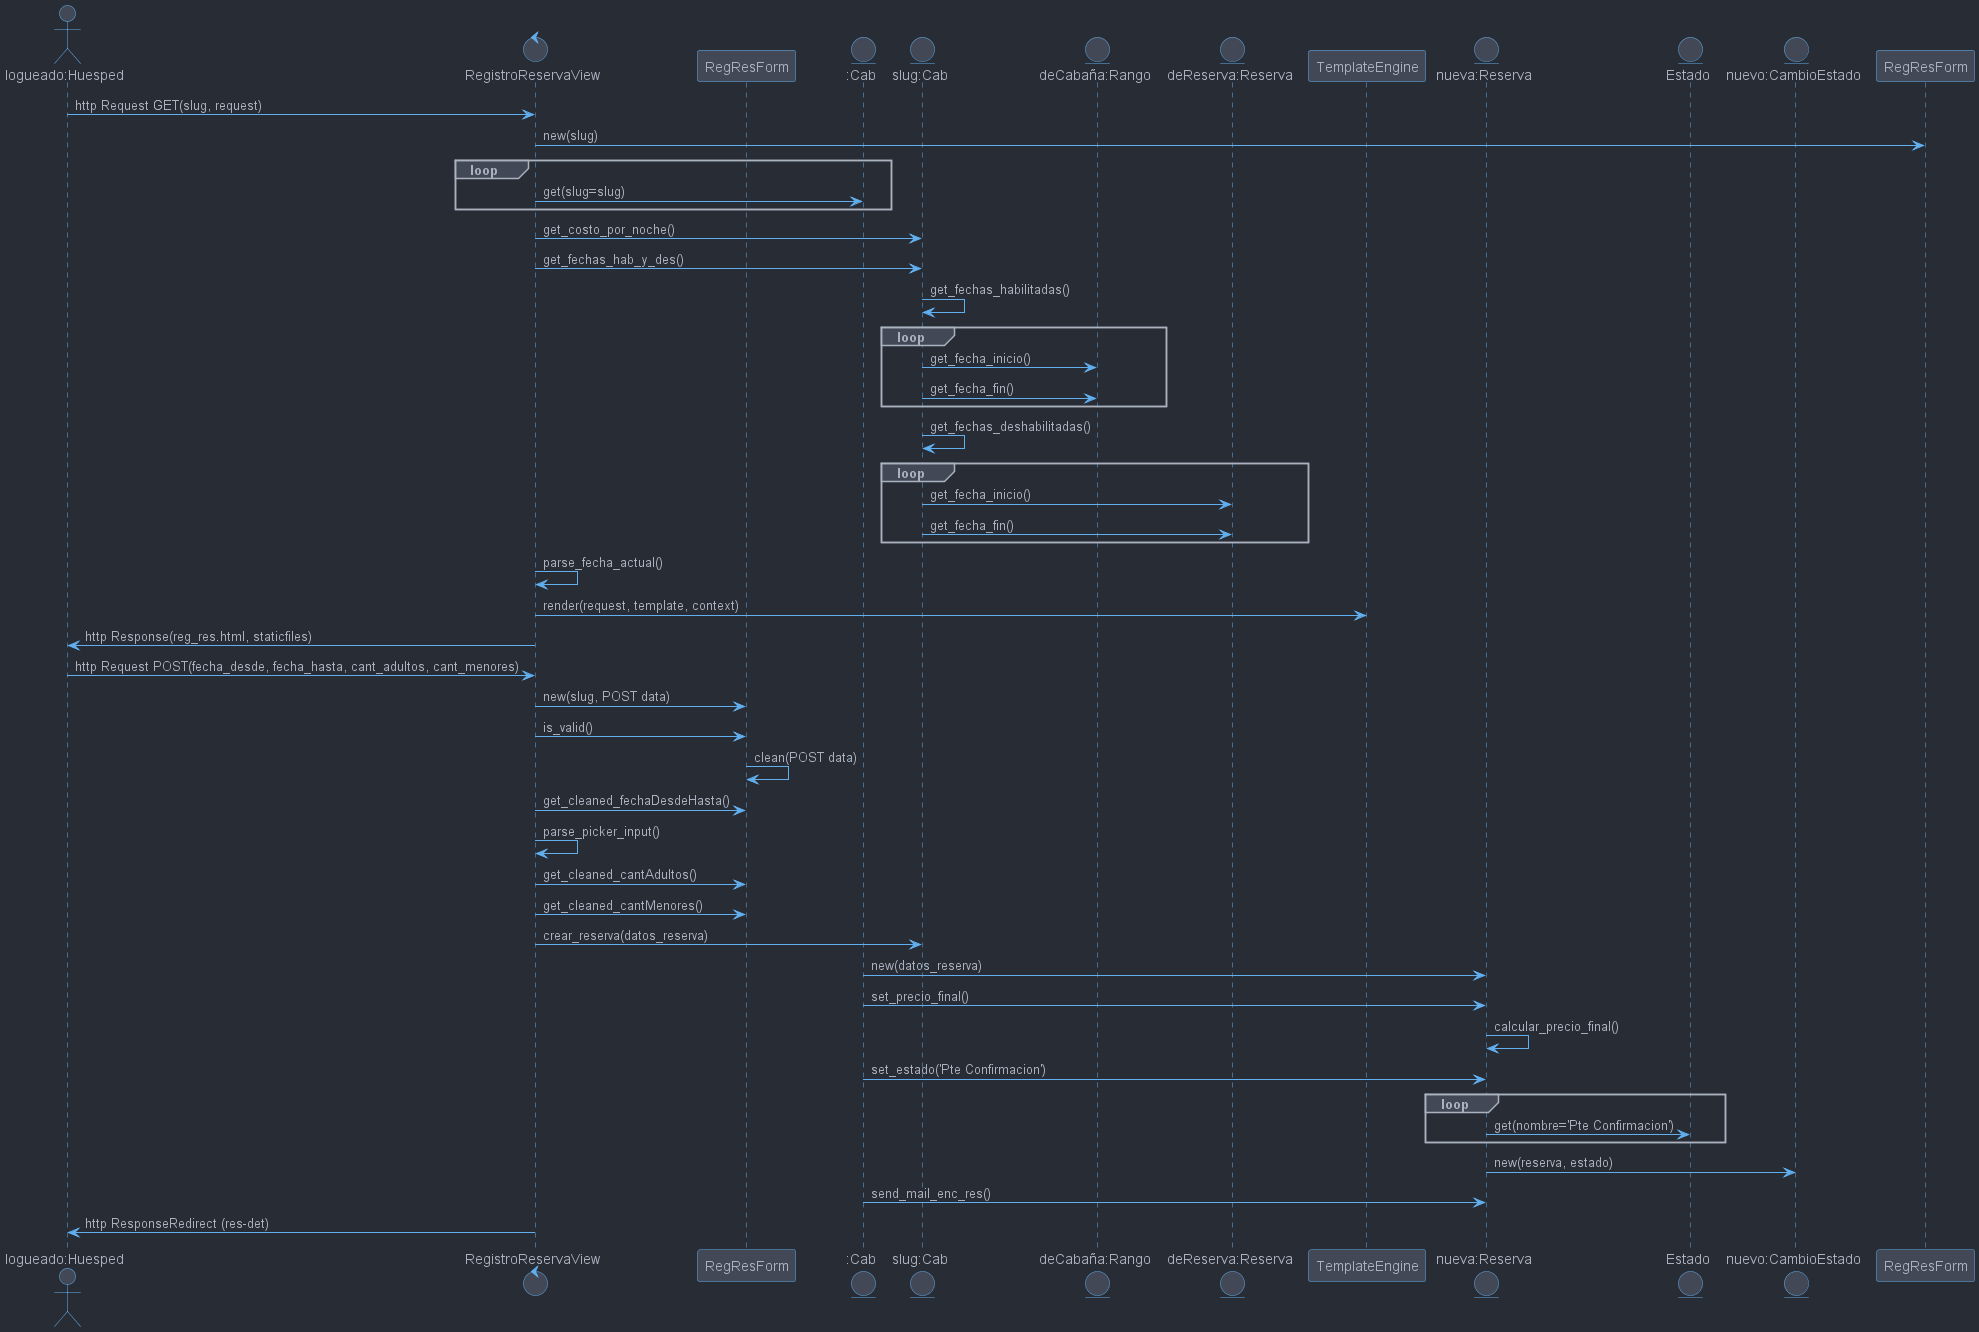 logueado:Huesped
RegistroReservaView
RegResForm
:Cab
slug:Cab
deCabaña:Rango
deReserva:Reserva
TemplateEngine
nueva:Reserva
Estado
nuevo:CambioEstado
RegResForm
http Request GET(slug, request)
new(slug)
loop
get(slug=slug)
get_costo_por_noche()
get_fechas_hab_y_des()
get_fechas_habilitadas()
loop
get_fecha_inicio()
get_fecha_fin()
get_fechas_deshabilitadas()
loop
get_fecha_inicio()
get_fecha_fin()
parse_fecha_actual()
render(request, template, context)
http Response(reg_res.html, staticfiles)
http Request POST(fecha_desde, fecha_hasta, cant_adultos, cant_menores)
new(slug, POST data)
is_valid()
clean(POST data)
get_cleaned_fechaDesdeHasta()
parse_picker_input()
get_cleaned_cantAdultos()
get_cleaned_cantMenores()
crear_reserva(datos_reserva)
new(datos_reserva)
set_precio_final()
calcular_precio_final()
set_estado('Pte Confirmacion')
loop
get(nombre='Pte Confirmacion')
new(reserva, estado)
send_mail_enc_res()
http ResponseRedirect (res-det)
logueado:Huesped
RegistroReservaView
RegResForm
:Cab
slug:Cab
deCabaña:Rango
deReserva:Reserva
TemplateEngine
nueva:Reserva
Estado
nuevo:CambioEstado
RegResForm